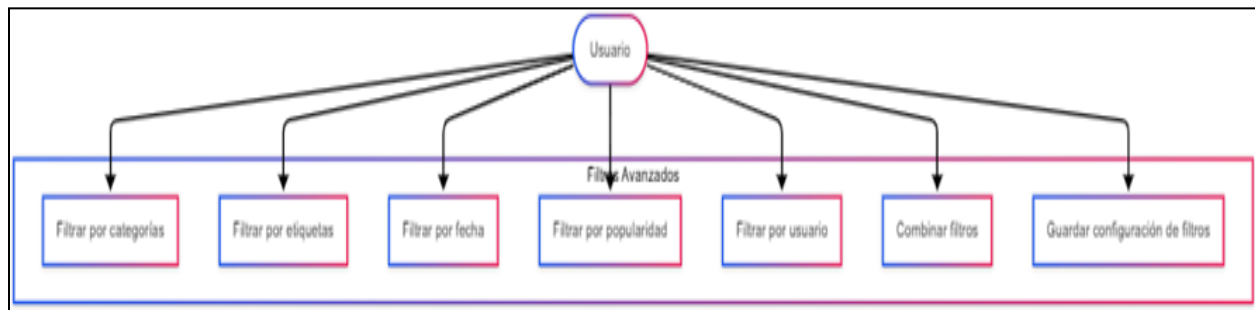 Usuario
Filtros Avanzados
Filtrar por categorías
Filtrar por etiquetas
Filtrar por fecha
Filtrar por popularidad
Filtrar por usuario
Combinar filtros
Guardar configuración de filtros